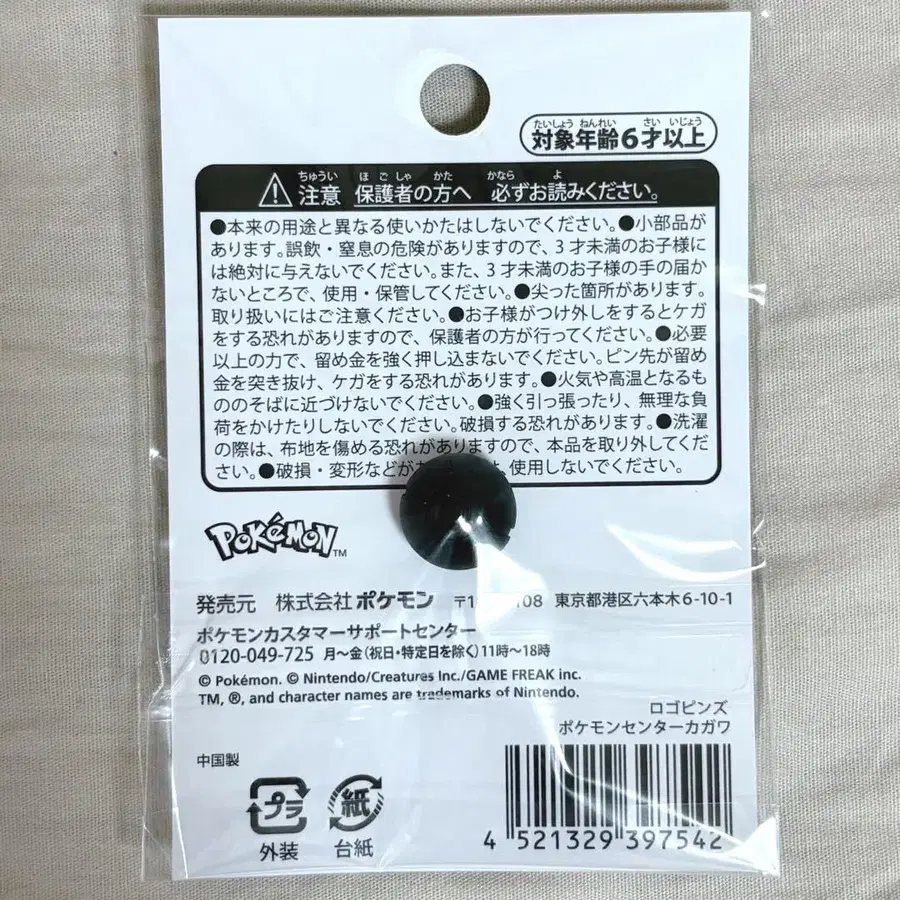 たいしょう ねんれい さい いじょう
対象年齢6才以上
ちゅうい ほごしゃ かた かなら よ
注意 保護者の方へ 必ずお読みください。
●本来の用途と異なる使いかたはしないでください。●小部品が
あります。誤飲・窒息の危険がありますので、3才未満のお子様に
は絶対に与えないでください。また、3才未満のお子様の手の届か
ないところで、使用・保管してください。●尖った箇所があります。
取り扱いにはご注意ください。●お子様がつけ外しをするとケガ
をする恐れがありますので、保護者の方が行ってください。●必要
以上の力で、留め金を強く押し込まないでください。ピン先が留め
金を突き抜け、ケガをする恐れがあります。●火気や高温となるも
ののそばに近づけないでください。●強く引っ張ったり、無理な負
荷をかけたりしないでください。破損する恐れがあります。●洗濯
の際は、布地を傷める恐れがありますので、本品を取り外してくだ
さい。●破損・変形などが は、使用しないでください。
POKéMON TM
発売元 株式会社ポケモン 〒1 108 東京都港区六本木6-10-1
ポケモンカスタマーサポートセンター
0120-049-725 月～金(祝日・特定日を除く)11時～18時
© Pokémon. © Nintendo/Creatures Inc./GAME FREAK inc.
TM, ®, and character names are trademarks of Nintendo.
ロゴピンズ
ポケモンセンターカガワ
中国製
プラ 紙
外装 台紙
4 521329 397542